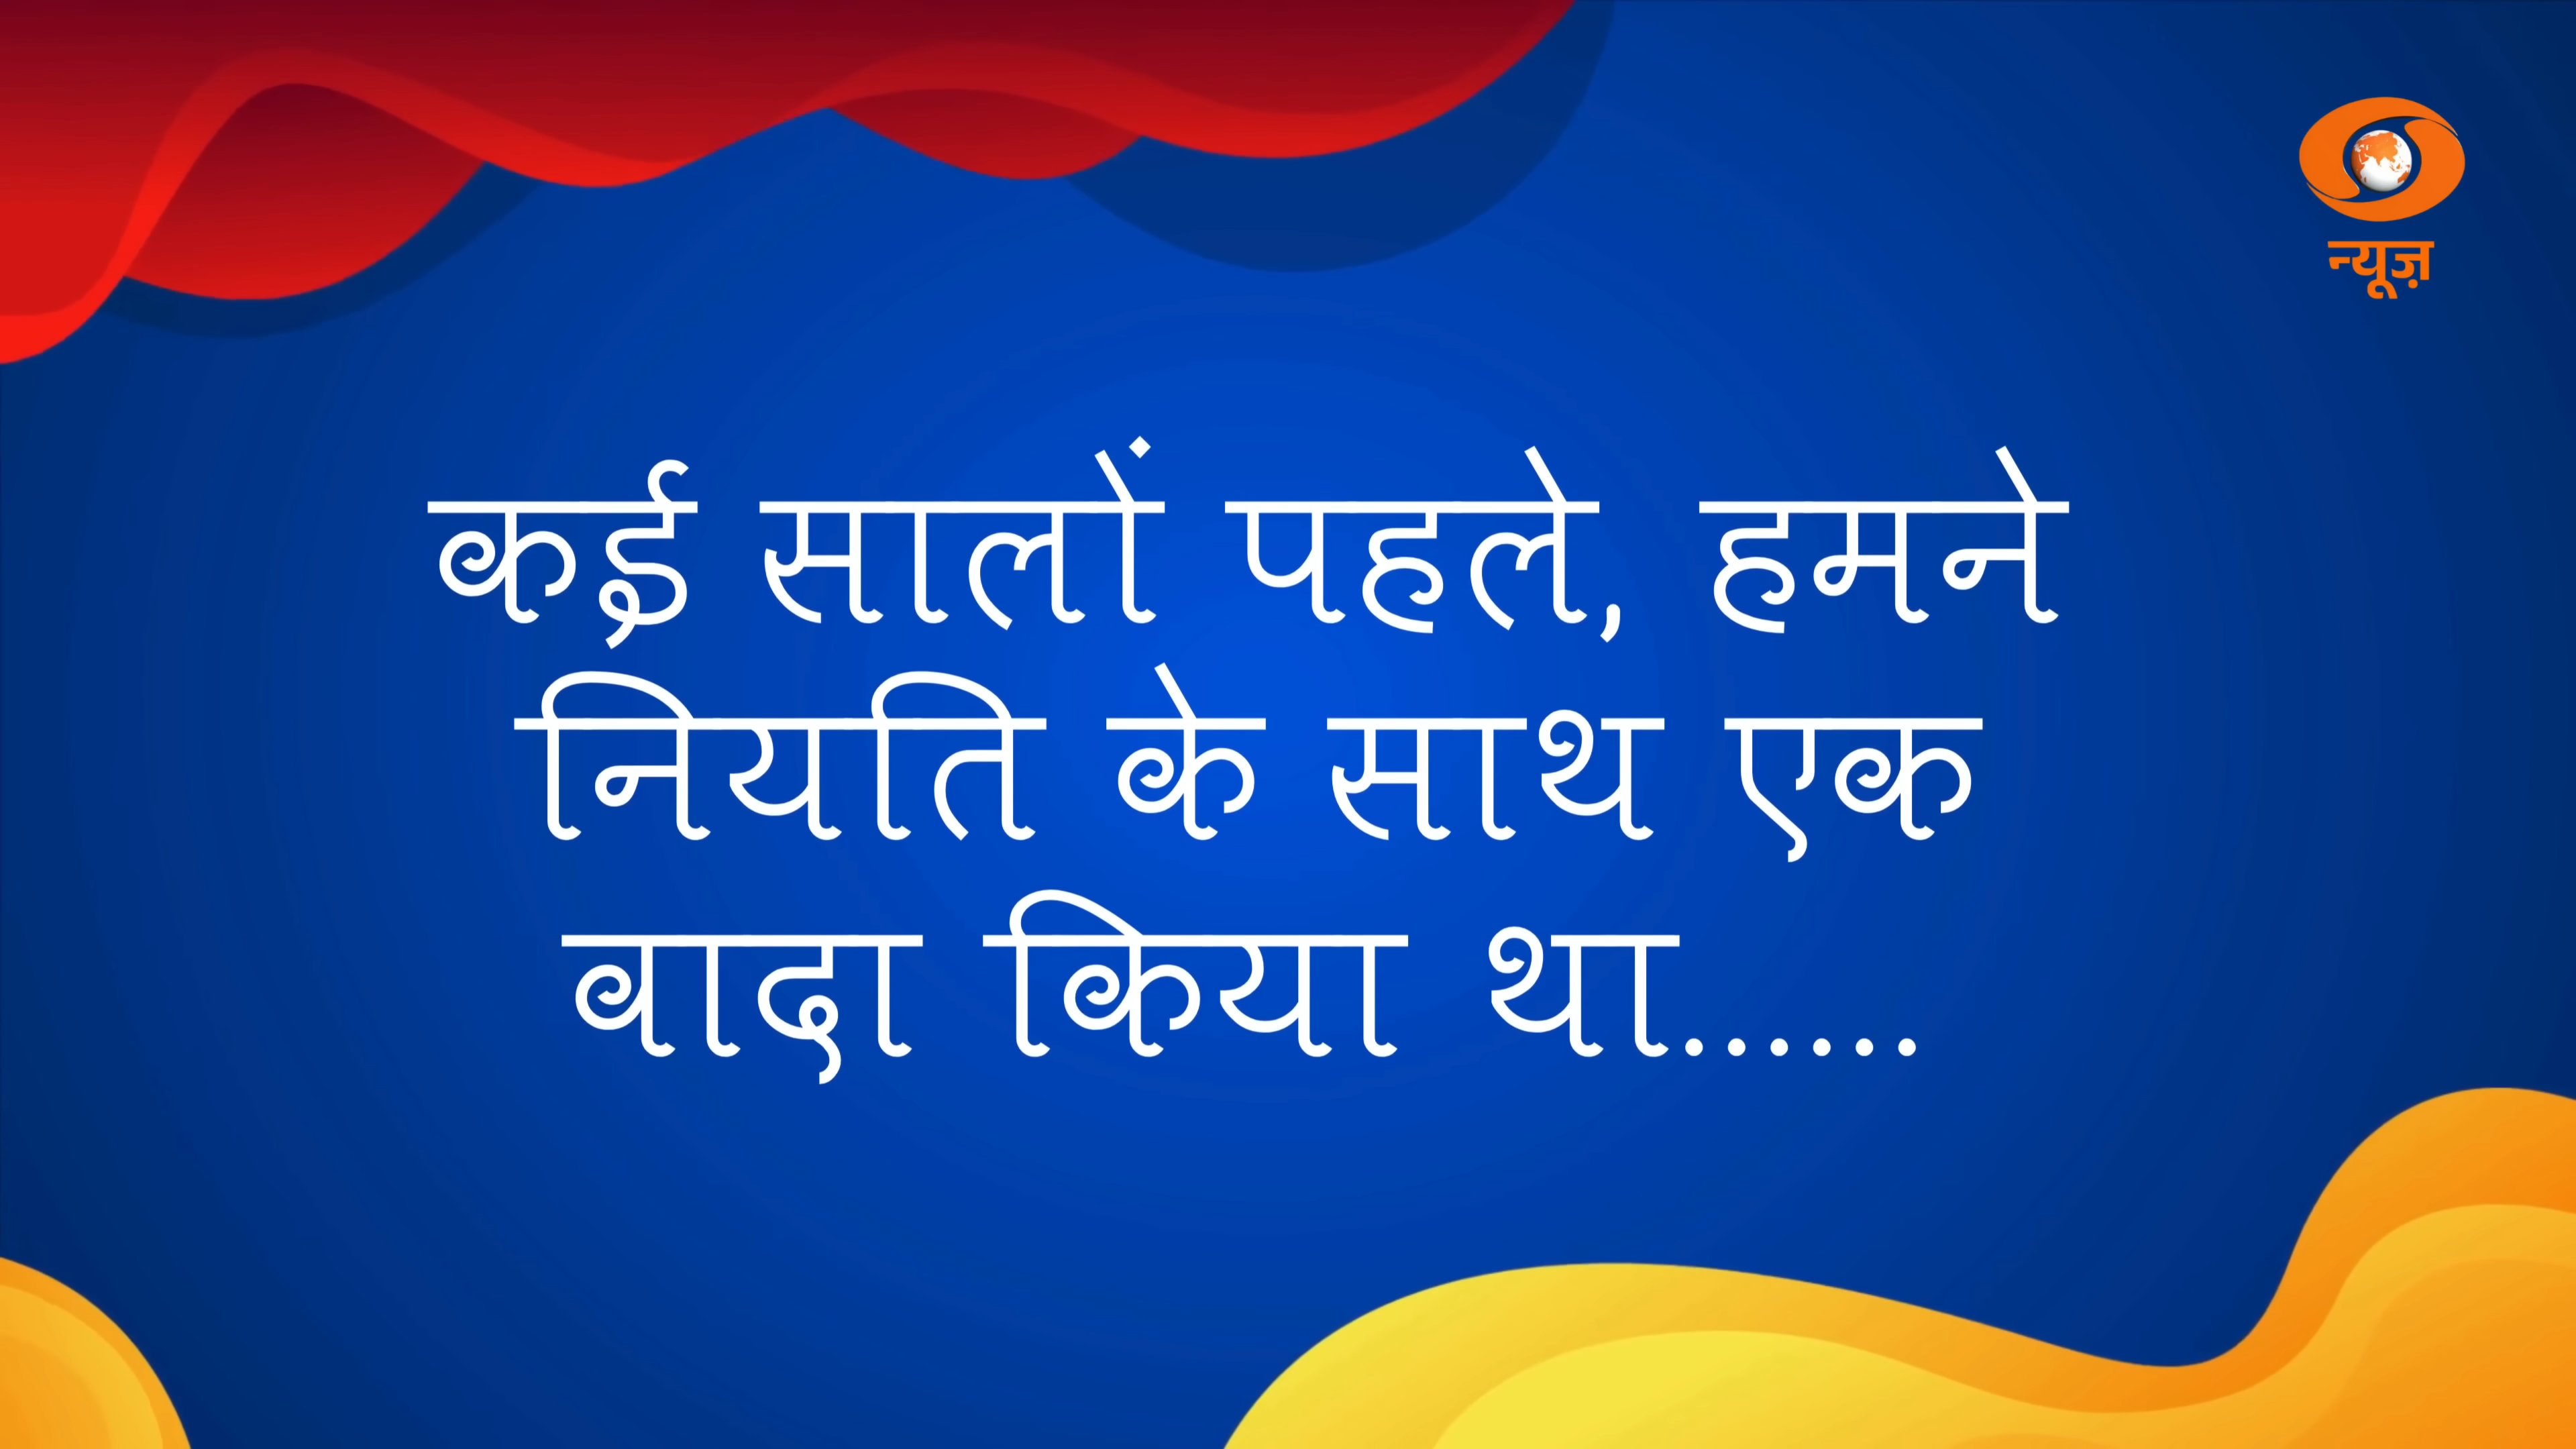 न्यूज़
कई सालों पहले, हमने
नियति के साथ एक
वादा किया था......